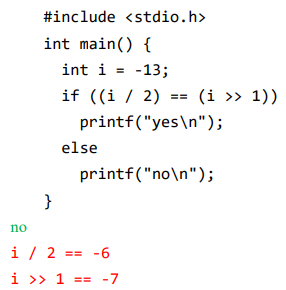 #include <stdio.h>
int main() {
int i = -13;
if ((i / 2) == (i >> 1))
printf("yes\n");
else
printf("no\n");
}
no
i / 2 == -6
i >> 1 == -7